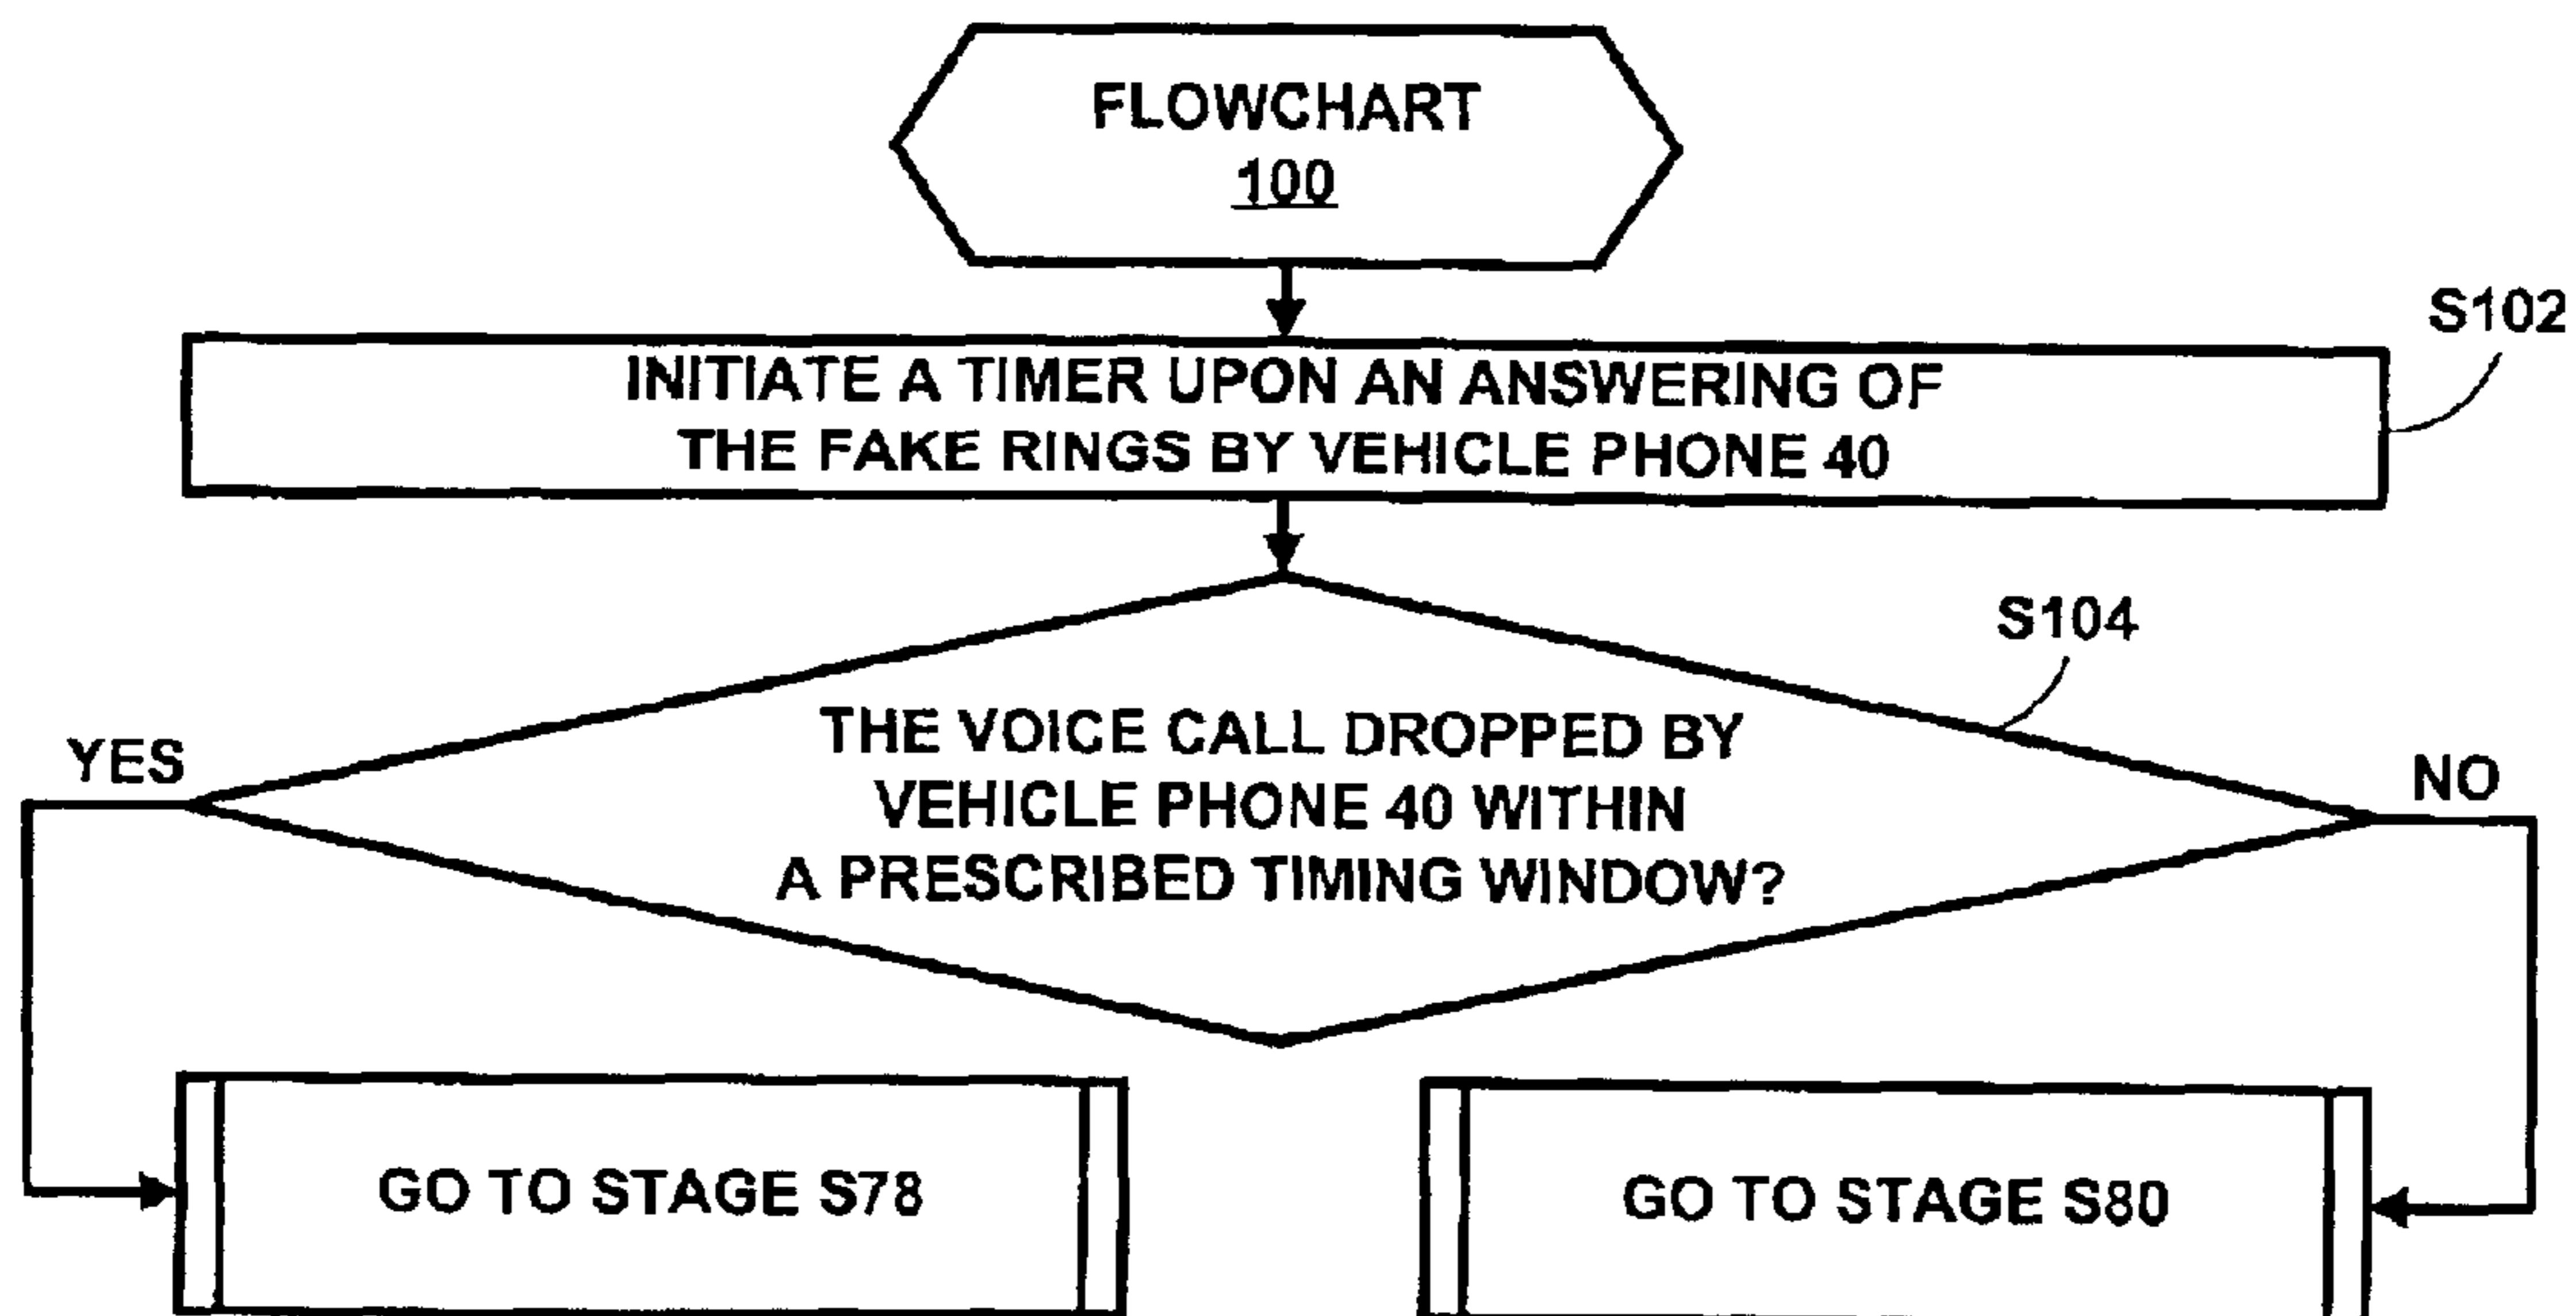 FLOWCHART
100
S102
INITIATE A TIMER UPON AN ANSWERING OF
THE FAKE RINGS BY VEHICLE PHONE 40
S104
THE VOICE CALL DROPPED BY
VEHICLE PHONE 40 WITHIN
A PRESCRIBED TIMING WINDOW?
YES
NO
GO TO STAGE S78
GO TO STAGE S80